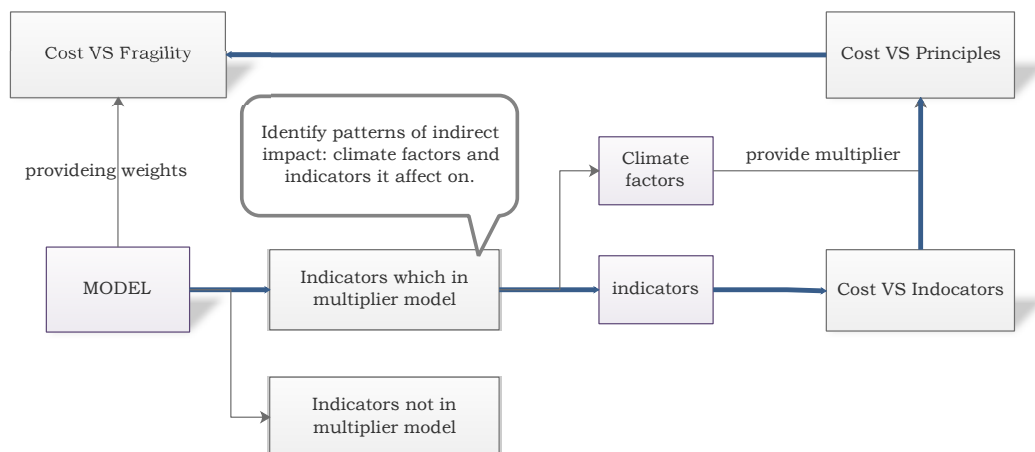 Cost VS Fragility
Cost VS Principles
Identify patterns of indirect
impact: climate factors and
indicators it affect on.
Climate
factors
provide multiplier
provideing weights
MODEL
Indicators which in
multiplier model
indicators
Cost VS Indocators
Indicators not in
multiplier model